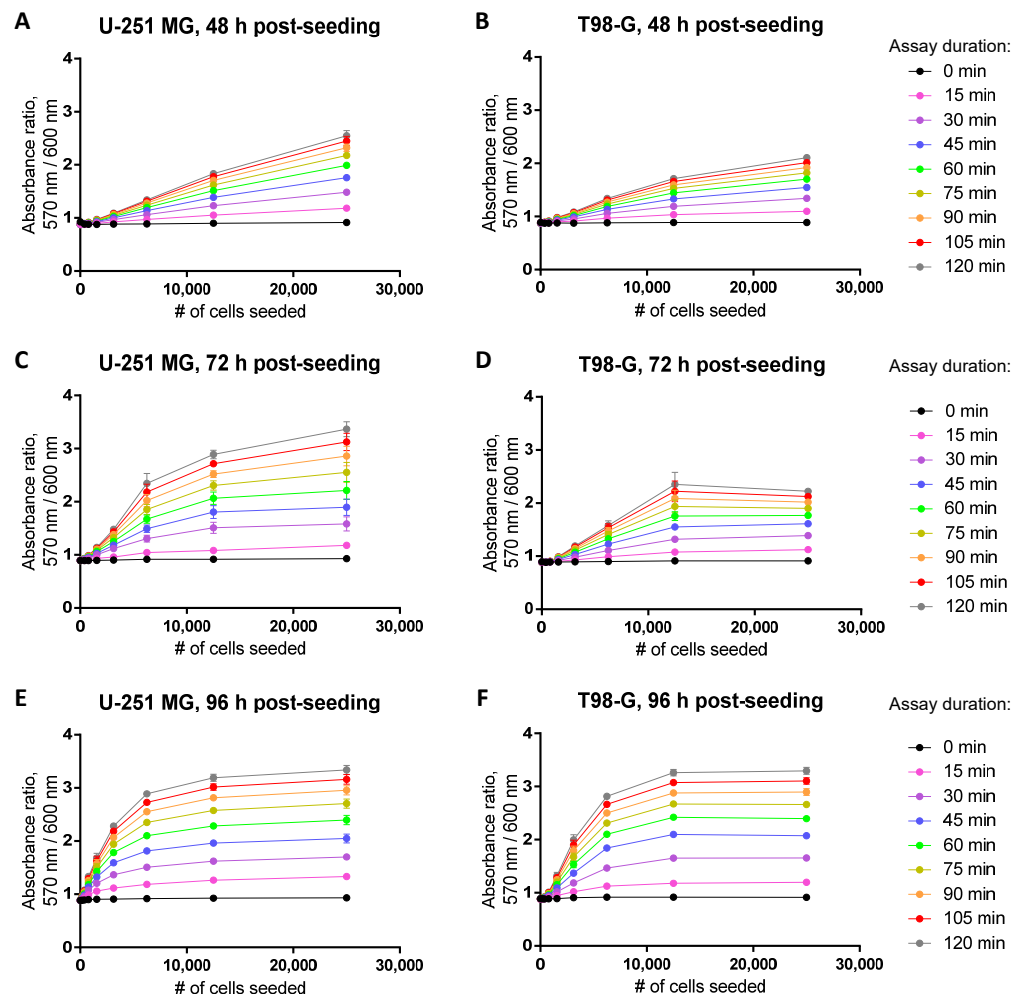 A
U-251 MG, 48 h post-seeding
Absorbance ratio,
570 nm / 600 nm
4
3
2
1
0
0
10,000
20,000
30,000
# of cells seeded
B
T98-G, 48 h post-seeding
Absorbance ratio,
570 nm / 600 nm
4
3
2
1
0
0
10,000
20,000
30,000
# of cells seeded
Assay duration:
0 min
15 min
30 min
45 min
60 min
75 min
90 min
105 min
120 min
C
U-251 MG, 72 h post-seeding
Absorbance ratio,
570 nm / 600 nm
4
3
2
1
0
0
10,000
20,000
30,000
# of cells seeded
D
T98-G, 72 h post-seeding
Absorbance ratio,
570 nm / 600 nm
4
3
2
1
0
0
10,000
20,000
30,000
# of cells seeded
Assay duration:
0 min
15 min
30 min
45 min
60 min
75 min
90 min
105 min
120 min
E
U-251 MG, 96 h post-seeding
Absorbance ratio,
570 nm / 600 nm
4
3
2
1
0
0
10,000
20,000
30,000
# of cells seeded
F
T98-G, 96 h post-seeding
Absorbance ratio,
570 nm / 600 nm
4
3
2
1
0
0
10,000
20,000
30,000
# of cells seeded
Assay duration:
0 min
15 min
30 min
45 min
60 min
75 min
90 min
105 min
120 min